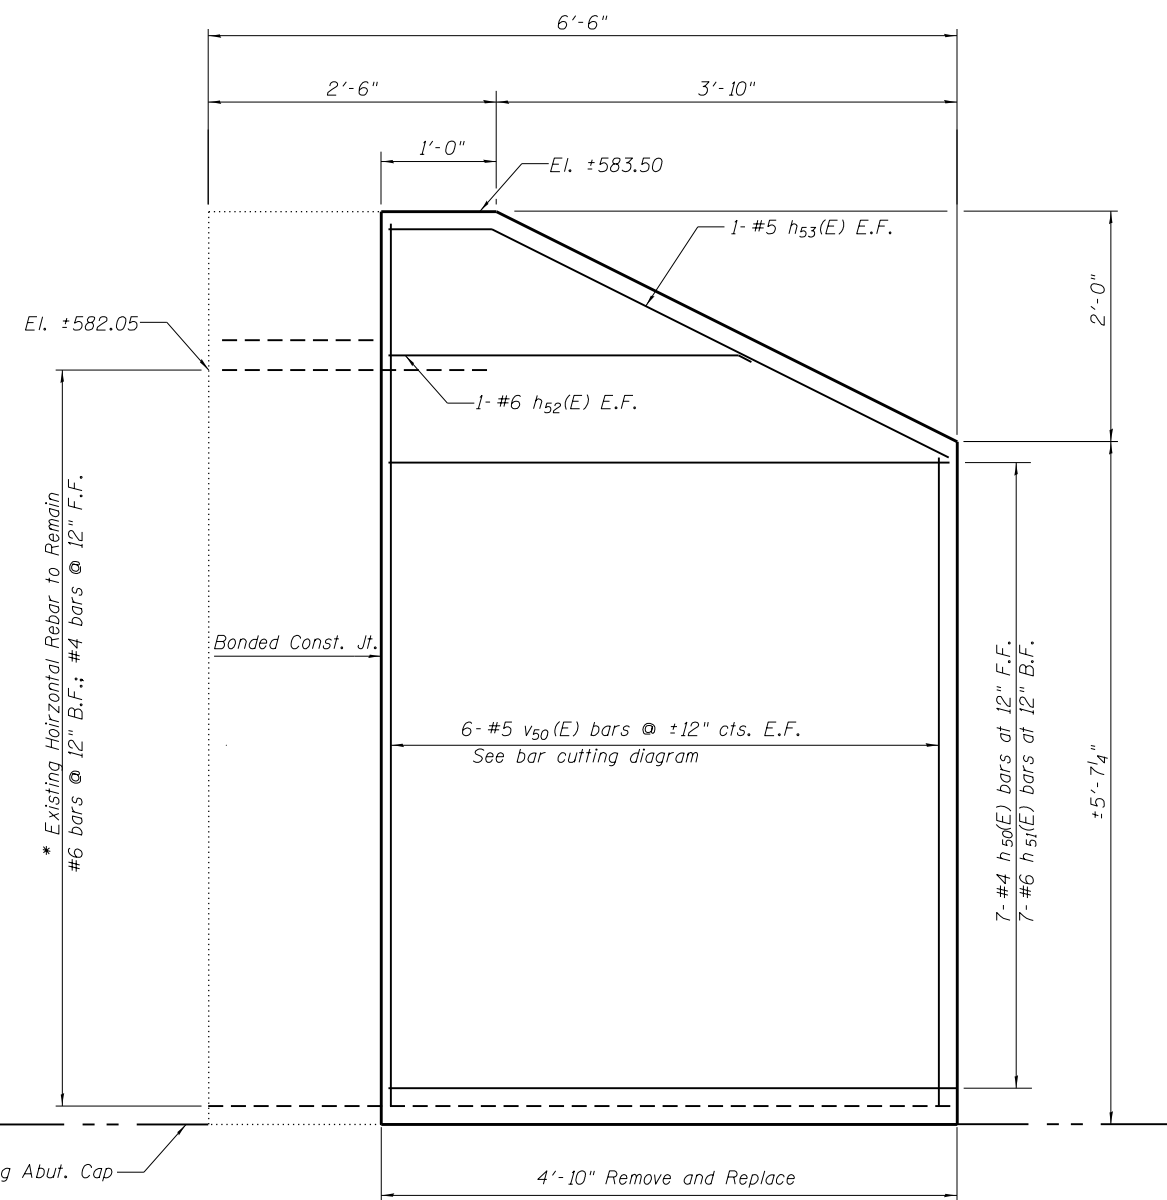 6'-6"
2'-6"
3'-10"
1'-0"
El. ±583.50
1-#5 h53(E) E.F.
2'-0"
El. ±582.05
1-#6 h52(E) E.F.
* Existing Hoirzontal Rebar to Remain
#6 bars @ 12" B.F.; #4 bars @ 12" F.F.
Bonded Const. Jt.
6-#5 v50(E) bars @ ±12" cts. E.F.
See bar cutting diagram
7-#4 h50(E) bars at 12" F.F.
7-#6 h51(E) bars at 12" B.F.
±5'-7¼"
g Abut. Cap
4'-10" Remove and Replace